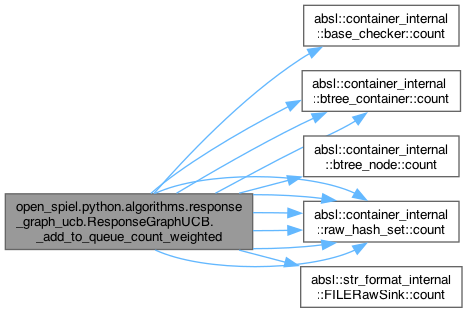 absl::container_internal
::base_checker::count
absl::container_internal
::btree_container::count
absl::container_internal
::btree_node::count
open_spiel.python.algorithms.response
_graph_ucb.ResponseGraphUCB.
_add_to_queue_count_weighted
absl::container_internal
::raw_hash_set::count
absl::str_format_internal
::FILERawSink::count